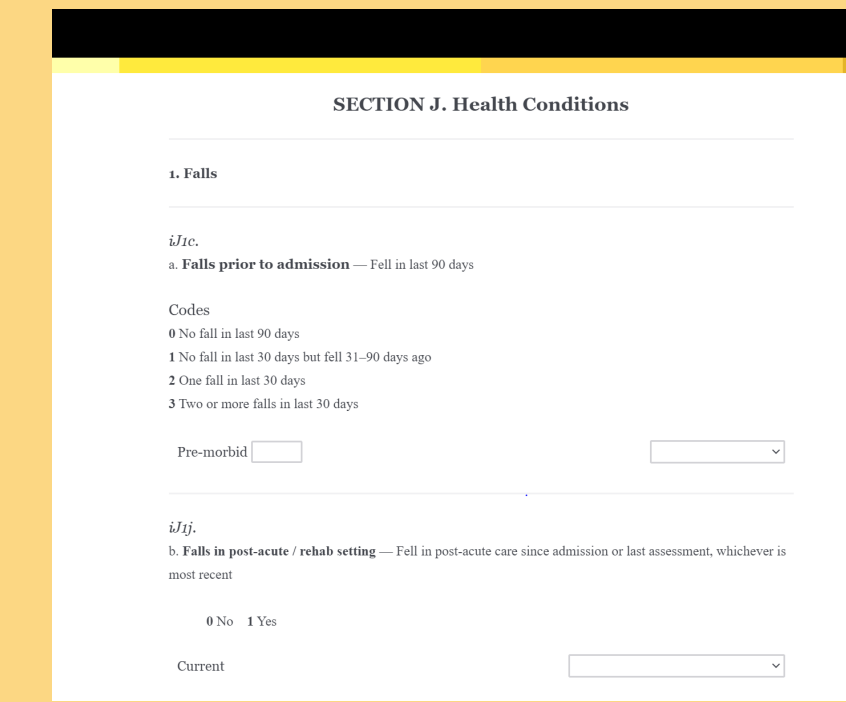 SECTION J. Health Conditions
1. Falls
iJ1c.
a. Falls prior to admission — Fell in last 90 days
Codes
0 No fall in last 90 days
1 No fall in last 30 days but fell 31–90 days ago
2 One fall in last 30 days
3 Two or more falls in last 30 days
Pre-morbid
iJ1j.
b. Falls in post-acute / rehab setting — Fell in post-acute care since admission or last assessment, whichever is
most recent
0 No 1 Yes
Current